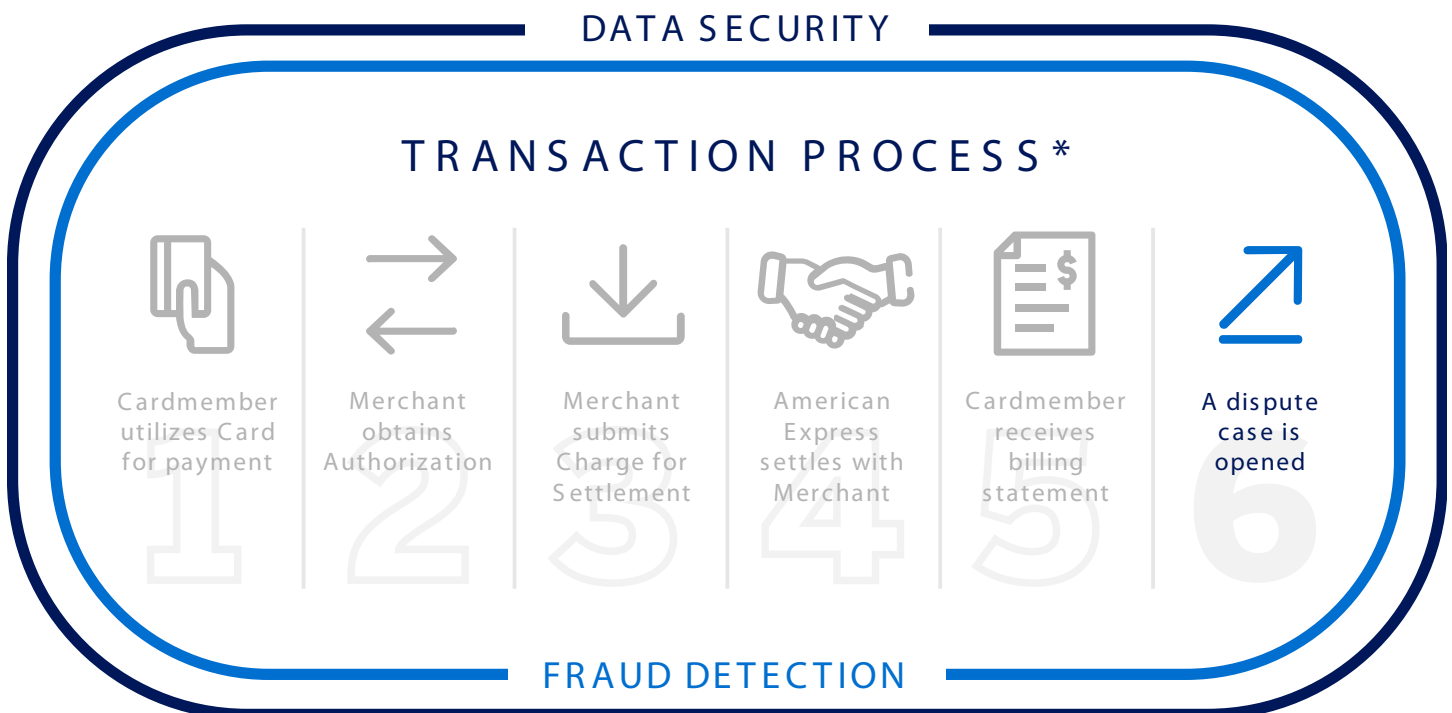 DATA SECURITY
TRANSACTION PROCESS*
$
Cardmember
utilizes Card
for payment
1
Merchant
obtains
Authorization
2
Merchant
submits
Charge for
Settlement
3
American
Express
settles with
Merchant
4
Cardmember
receives
billing
statement
5
A dispute
case is
opened
6
FRAUD DETECTION